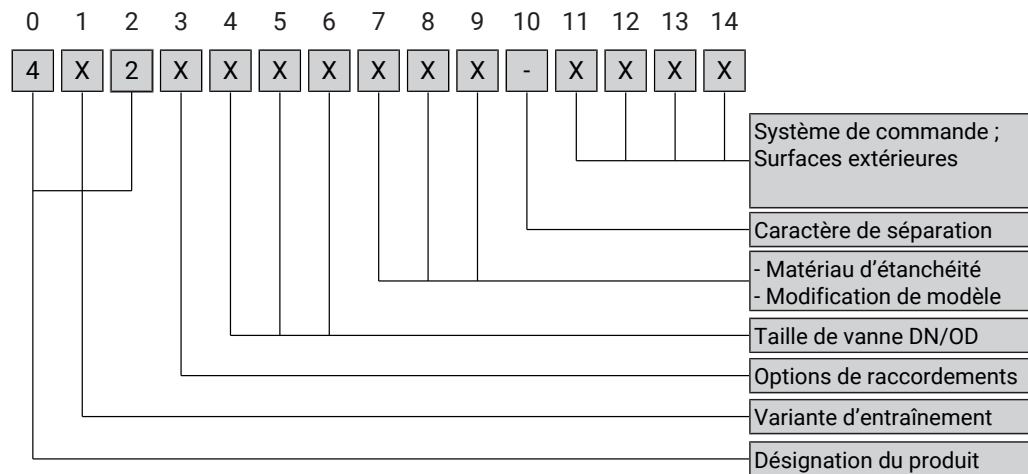 0 1 2 3 4 5 6 7 8 9 10 11 12 13 14
4 X 2 X X X X X X X - X X X X
Système de commande ;
Surfaces extérieures
Caractère de séparation
- Matériau d'étanchéité
- Modification de modèle
Taille de vanne DN/OD
Options de raccordements
Variante d'entraînement
Désignation du produit